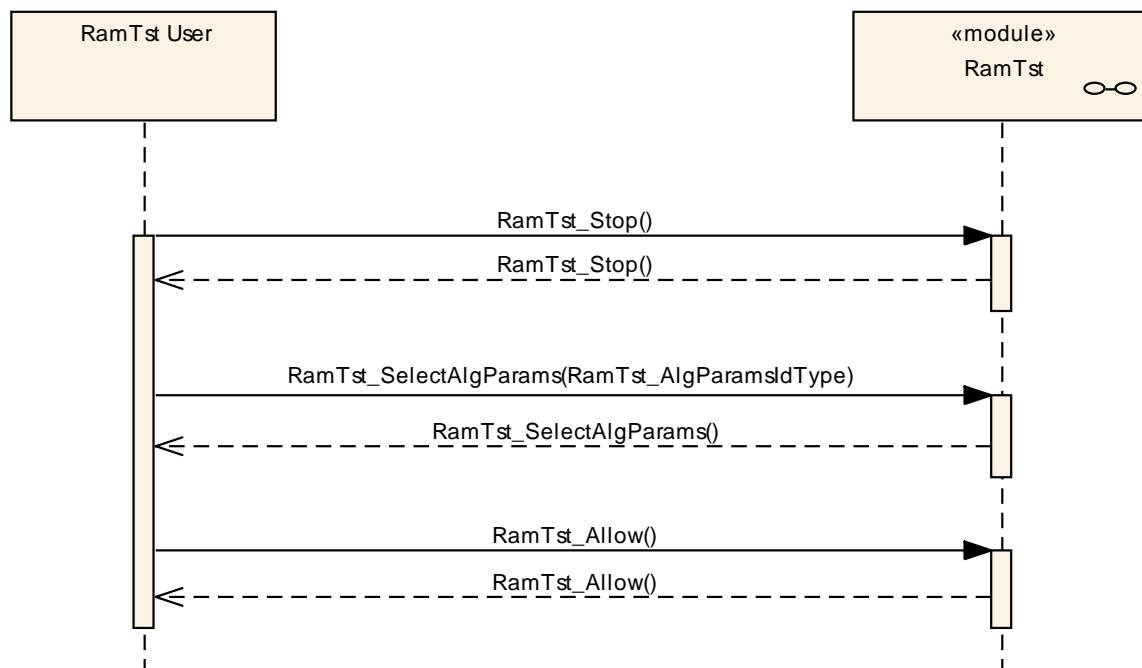 RamTst User
«module»
RamTst
RamTst_Stop()
RamTst_Stop()
RamTst_SelectAlgParams(RamTst_AlgParamsIdType)
RamTst_SelectAlgParams()
RamTst_Allow()
RamTst_Allow()